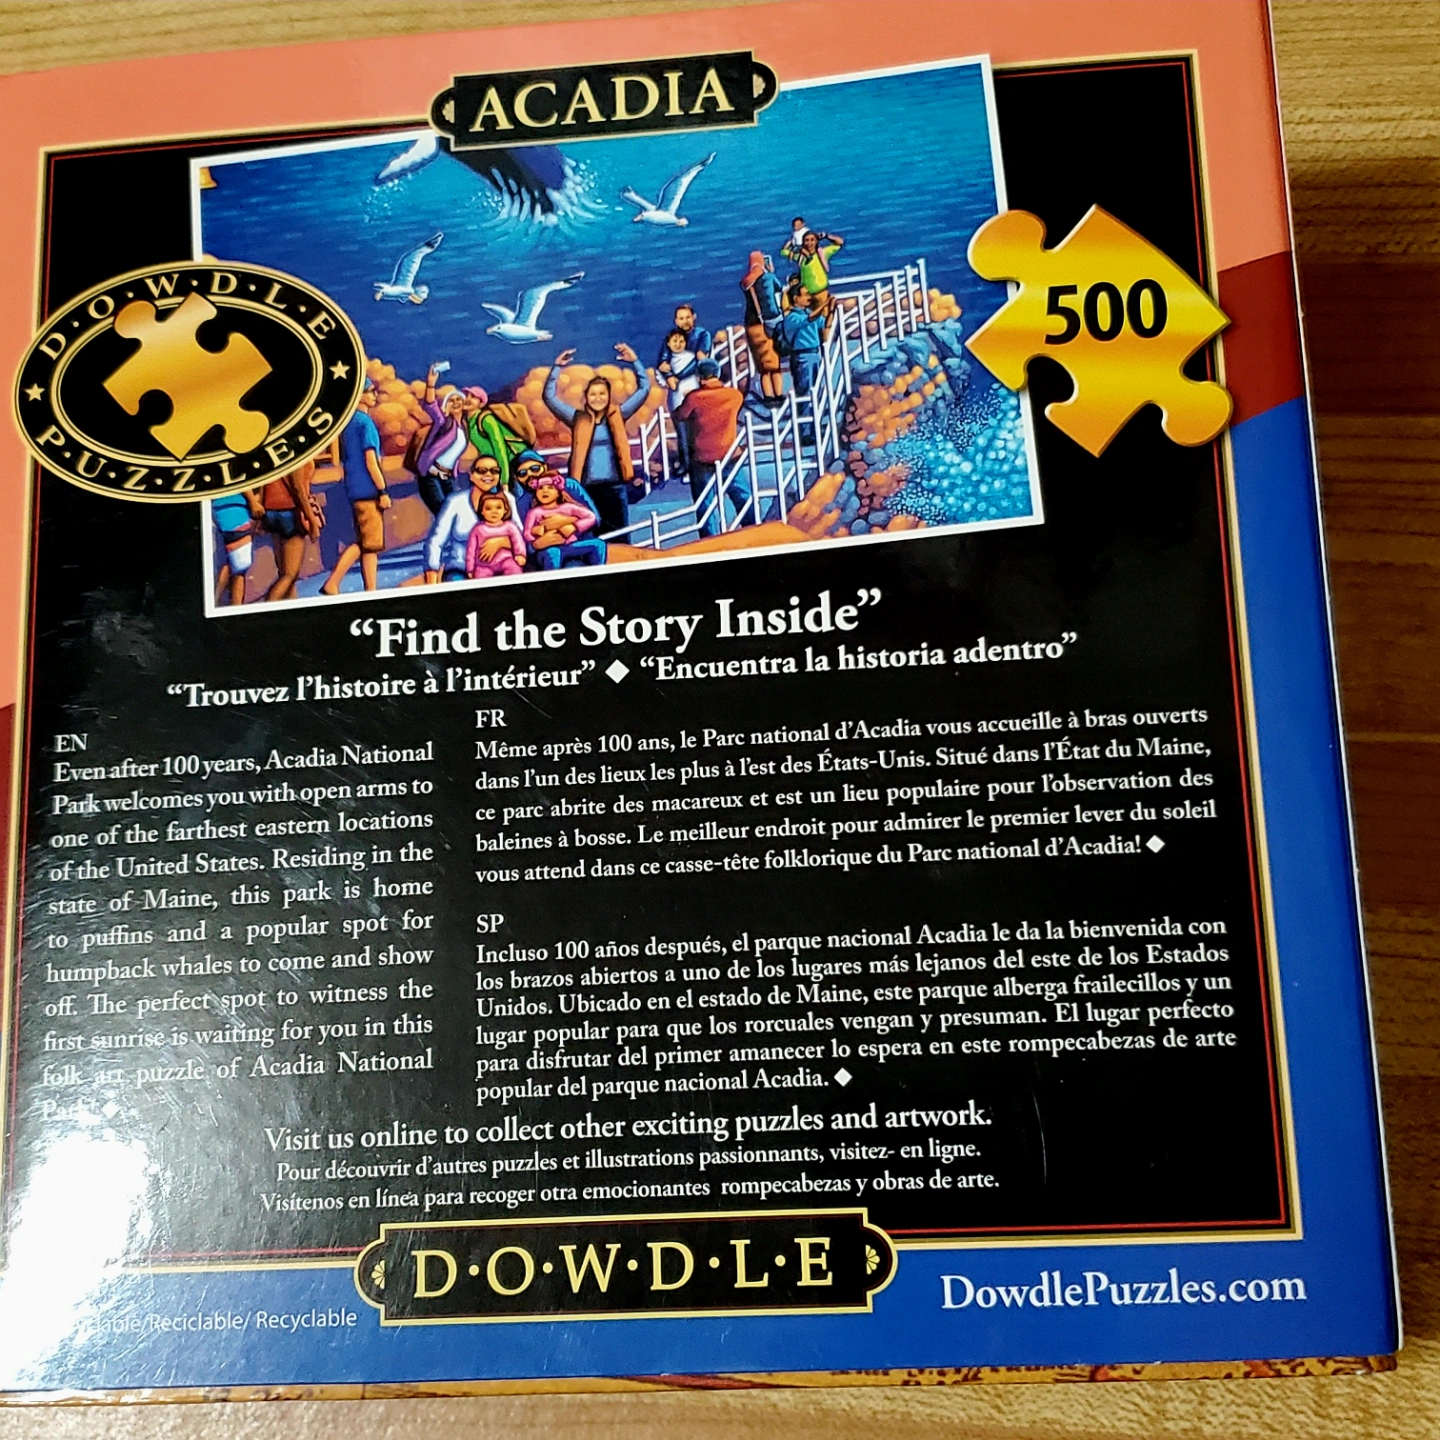 ACADIA
D·O·W·D·L·E
P·U·Z·Z·L·E·S
500
“Find the Story Inside”
“Trouvez l’histoire à l’intérieur” ◆ “Encuentra la historia adentro”
EN
Even after 100 years, Acadia National
Park welcomes you with open arms to
one of the farthest eastern locations
of the United States. Residing in the
state of Maine, this park is home
to puffins and a popular spot for
humpback whales to come and show
off. The perfect spot to witness the
first sunrise is waiting for you in this
folk art puzzle of Acadia National
FR
Même après 100 ans, le Parc national d’Acadia vous accueille à bras ouverts
dans l’un des lieux les plus à l’est des États-Unis. Situé dans l’État du Maine,
ce parc abrite des macareux et est un lieu populaire pour l’observation des
baleines à bosse. Le meilleur endroit pour admirer le premier lever du soleil
vous attend dans ce casse-tête folklorique du Parc national d’Acadia! ◆
SP
Incluso 100 años después, el parque nacional Acadia le da la bienvenida con
los brazos abiertos a uno de los lugares más lejanos del este de los Estados
Unidos. Ubicado en el estado de Maine, este parque alberga frailecillos y un
lugar popular para que los rorcuales vengan y presuman. El lugar perfecto
para disfrutar del primer amanecer lo espera en este rompecabezas de arte
popular del parque nacional Acadia. ◆
Visit us online to collect other exciting puzzles and artwork.
Pour découvrir d’autres puzzles et illustrations passionnants, visitez- en ligne.
Visítenos en línea para recoger otra emocionantes rompecabezas y obras de arte.
D·O·W·D·L·E
DowdlePuzzles.com
/Reciclable/ Recyclable